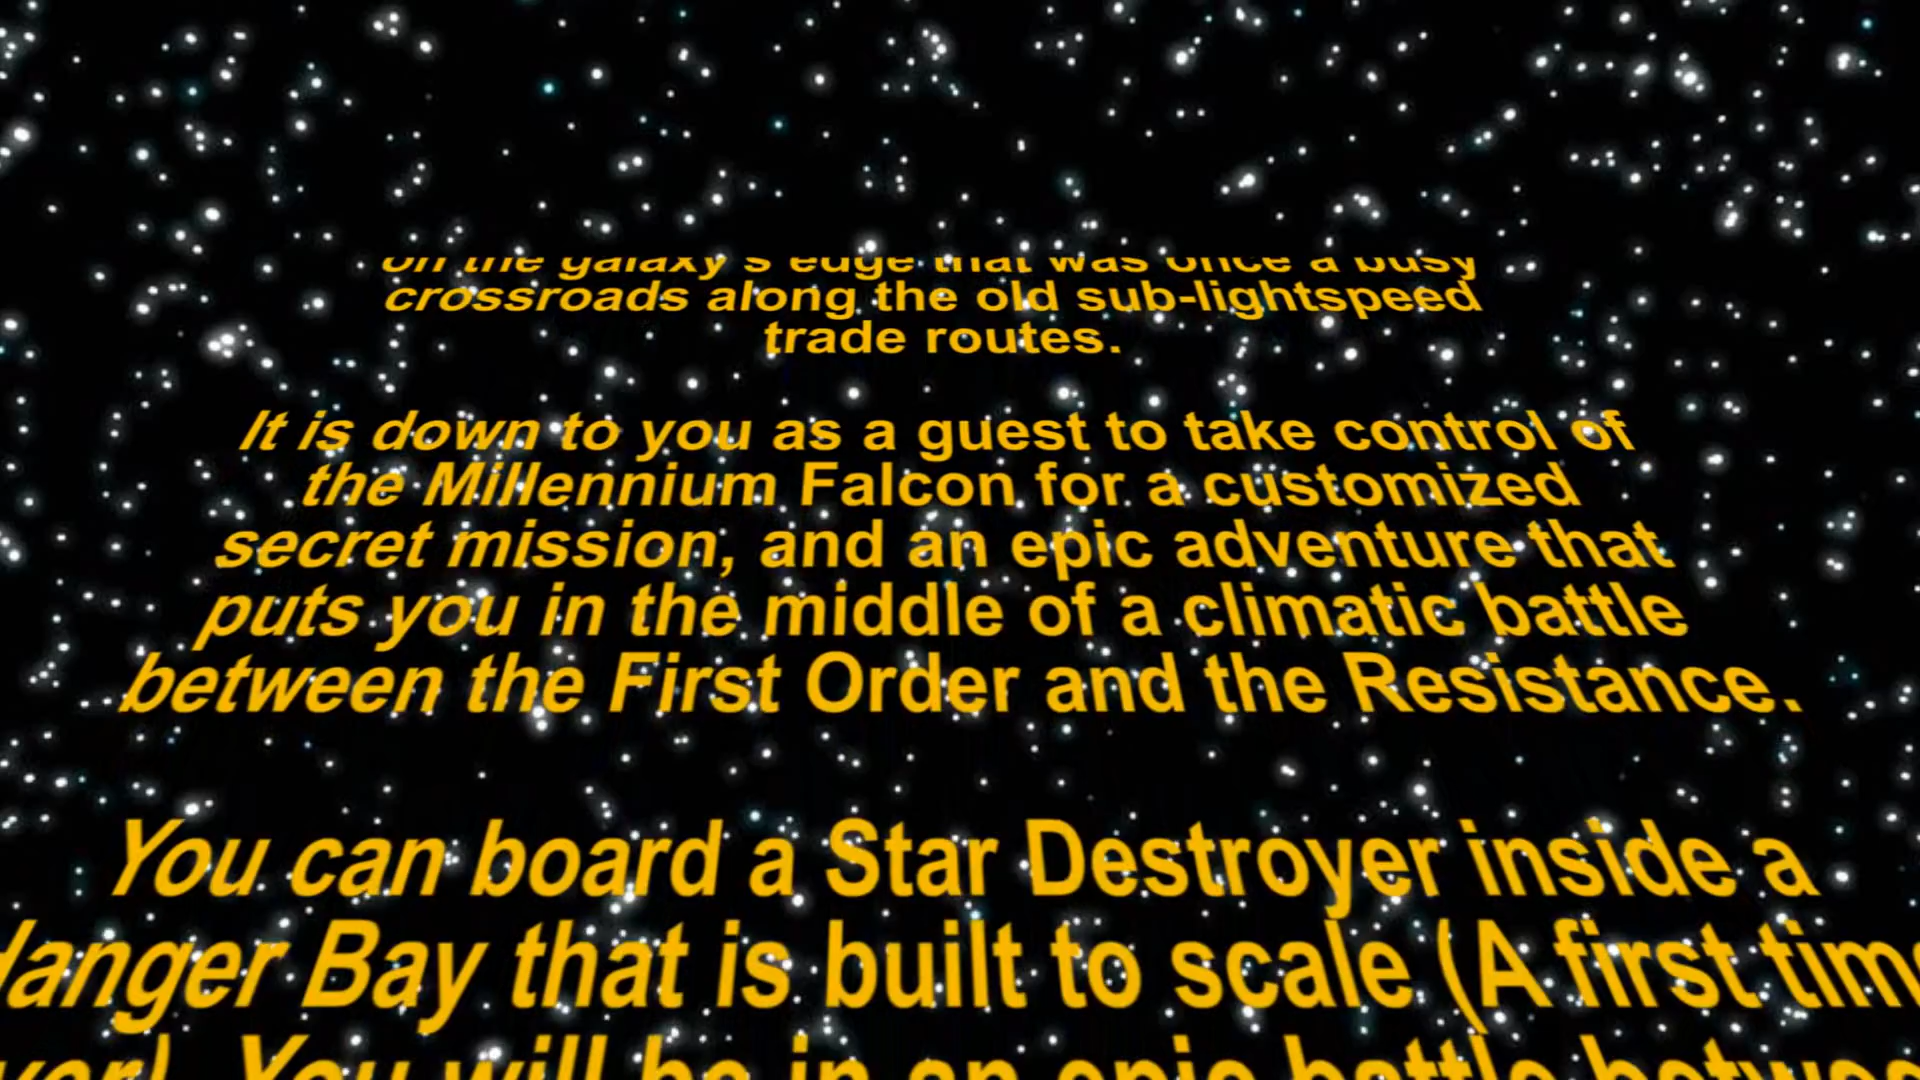 on the galaxy's edge that was once a busy
crossroads along the old sub-lightspeed
trade routes.
It is down to you as a guest to take control of
the Millennium Falcon for a customized
secret mission, and an epic adventure that
puts you in the middle of a climatic battle
between the First Order and the Resistance.
You can board a Star Destroyer inside a
Hanger Bay that is built to scale (A first time
ever). You will be in an epic battle between